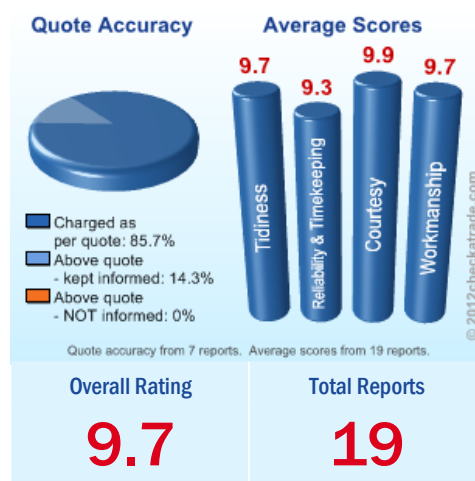 Quote Accuracy
Average Scores
9.7
9.3
9.9
9.7
Tidiness
Reliability & Timekeeping
Courtesy
Workmanship
Charged as
per quote: 85.7%
Above quote
- kept informed: 14.3%
Above quote
- NOT informed: 0%
© 2012checkatrade.com
Quote accuracy from 7 reports. Average scores from 19 reports.
Overall Rating
Total Reports
9.7
19